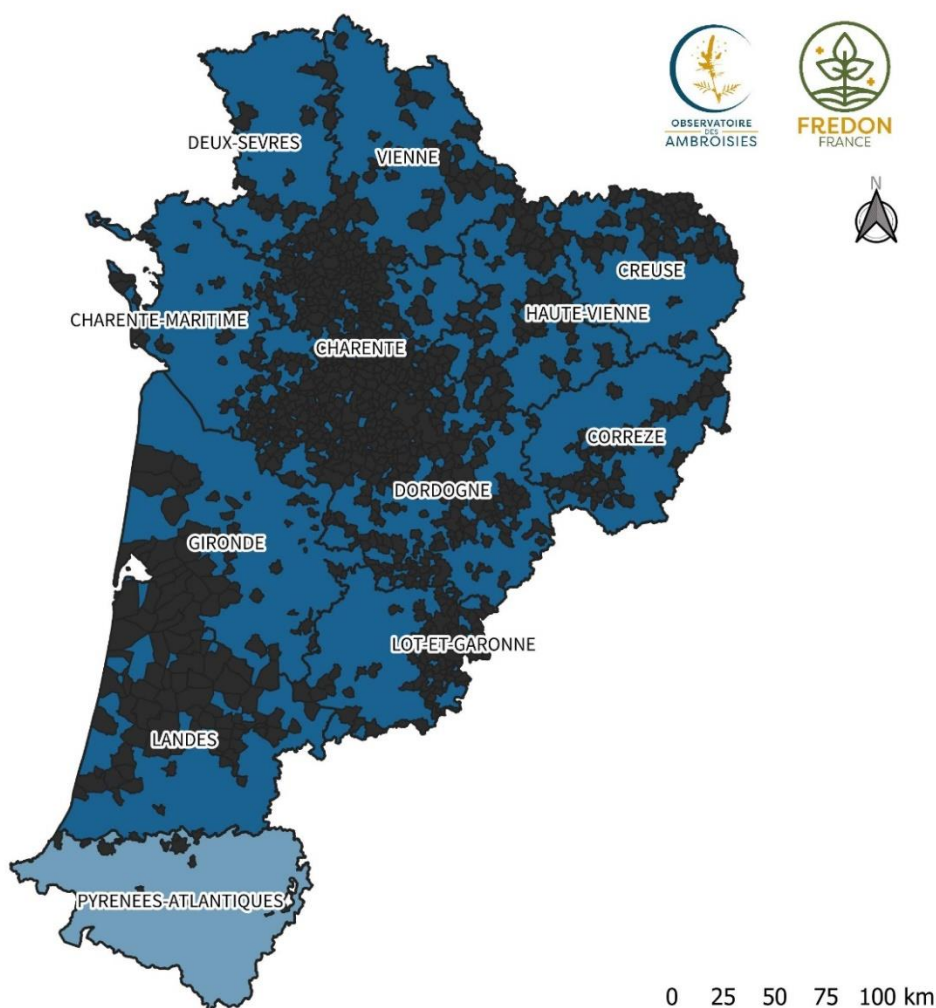 OBSERVATOIRE
DES
AMBROISIES
FREDON
FRANCE
N
DEUX-SEVRES
VIENNE
CREUSE
HAUTE-VIENNE
CHARENTE-MARITIME
CHARENTE
CORREZE
DORDOGNE
GIRONDE
LOT-ET-GARONNE
LANDES
PYRENEES-ATLANTIQUES
0 25 50 75 100 km